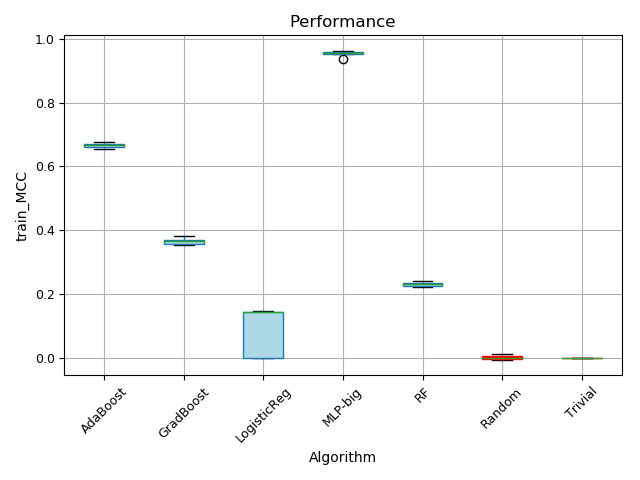 Performance
1.0
0.8
0.6
0.4
0.2
0.0
train_MCC
AdaBoost
GradBoost
LogisticReg
MLP-big
RF
Random
Trivial
Algorithm